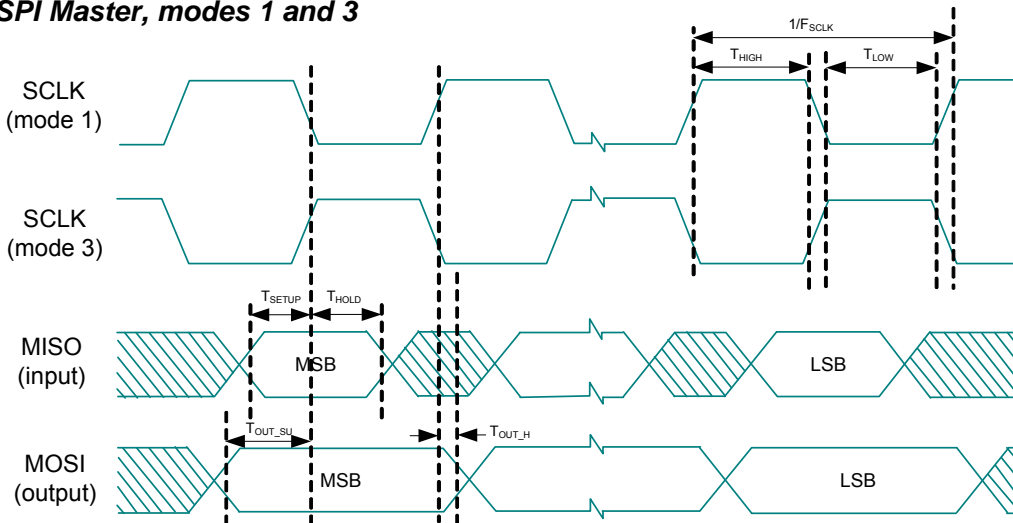 SPI Master, modes 1 and 3
1/FSCLK
THIGH
TLOW
SCLK
(mode 1)
SCLK
(mode 3)
TSETUP
THOLD
MISO
(input)
MSB
LSB
TOUT_SU
TOUT_H
MOSI
(output)
MSB
LSB